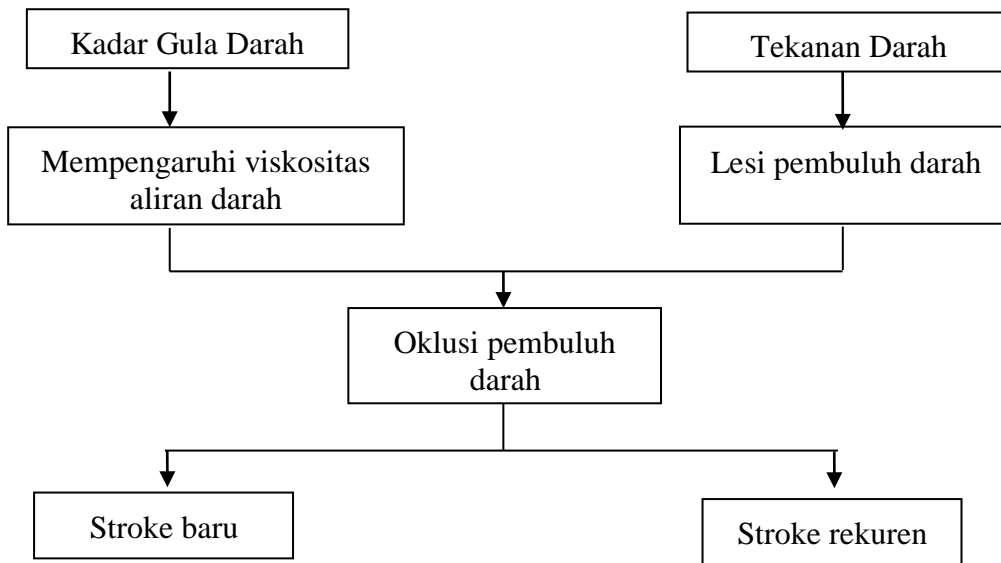 Kadar Gula Darah
Tekanan Darah
Mempengaruhi viskositas
aliran darah
Lesi pembuluh darah
Oklusi pembuluh
darah
Stroke baru
Stroke rekuren